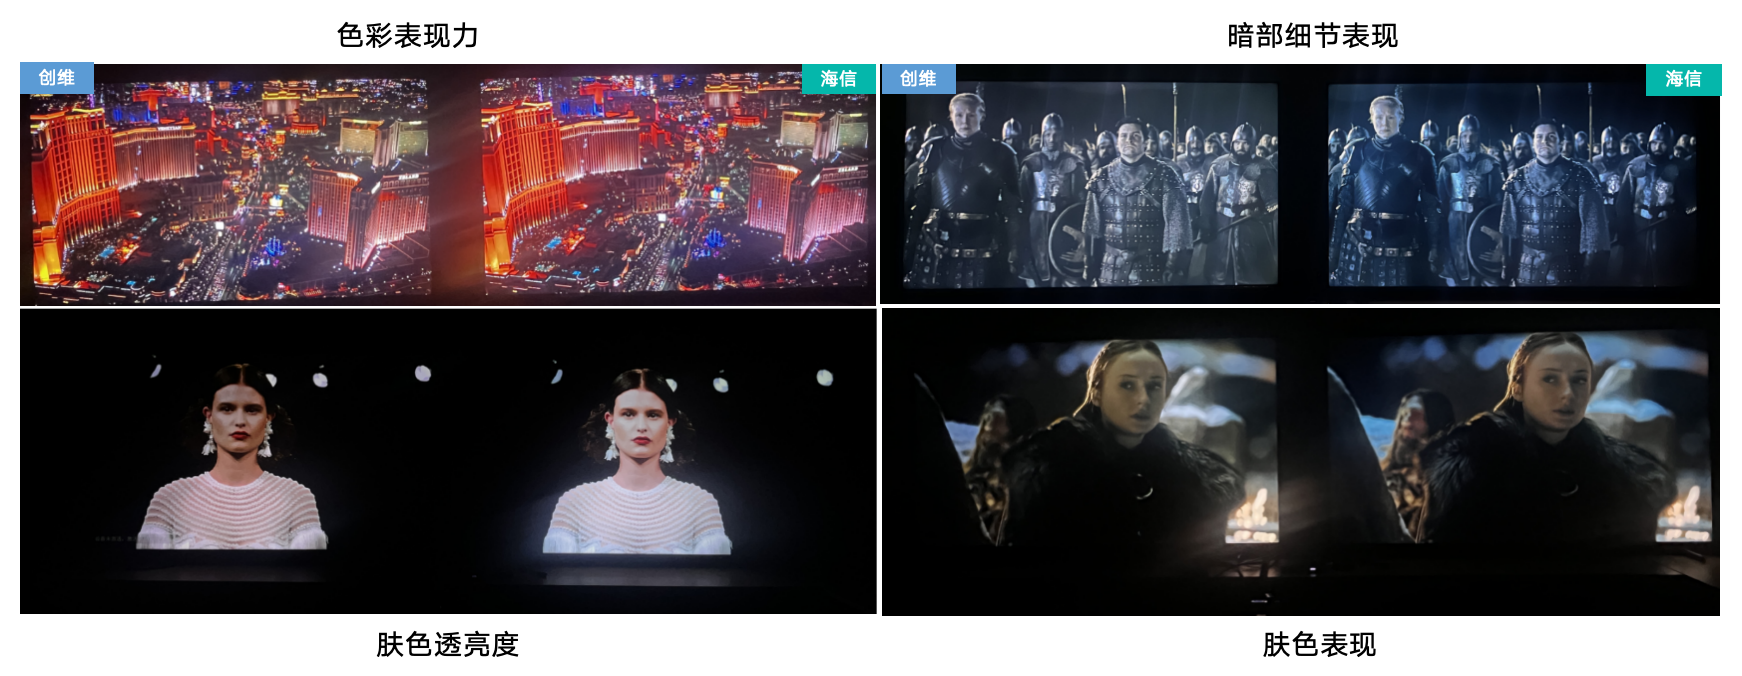 色彩表现力
暗部细节表现
创维
海信
创维
海信
肤色透亮度
肤色表现